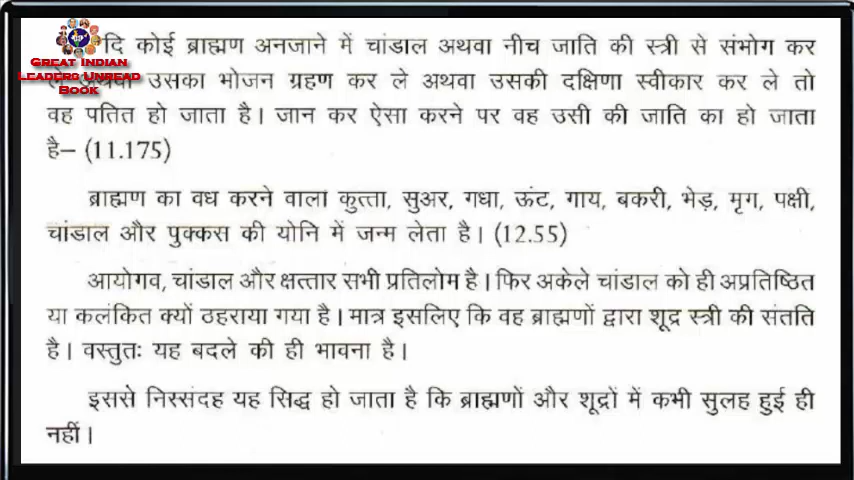 दि कोई ब्राह्मण अनजाने में चांडाल अथवा नीच जाति की स्त्री से संभोग कर
GREAT INDIAN
LEADERS UNREAD
BOOK
ले अथवा उसका भोजन ग्रहण कर ले अथवा उसकी दक्षिणा स्वीकार कर ले तो
वह पतित हो जाता है। जान कर ऐसा करने पर वह उसी की जाति का हो जाता
है– (11.175)
ब्राह्मण का वध करने वाला कुत्ता, सुअर, गधा, ऊंट, गाय, बकरी, भेड़, मृग, पक्षी,
चांडाल और पुक्कस की योनि में जन्म लेता है। (12.55)
आयोगव, चांडाल और क्षत्तार सभी प्रतिलोम है। फिर अकेले चांडाल को ही अप्रतिष्ठित
या कलंकित क्यों ठहराया गया है। मात्र इसलिए कि वह ब्राह्मणों द्वारा शूद्र स्त्री की संतति
है। वस्तुतः यह बदले की ही भावना है।
इससे निस्संदह यह सिद्ध हो जाता है कि ब्राह्मणों और शूद्रों में कभी सुलह हुई ही
नहीं।